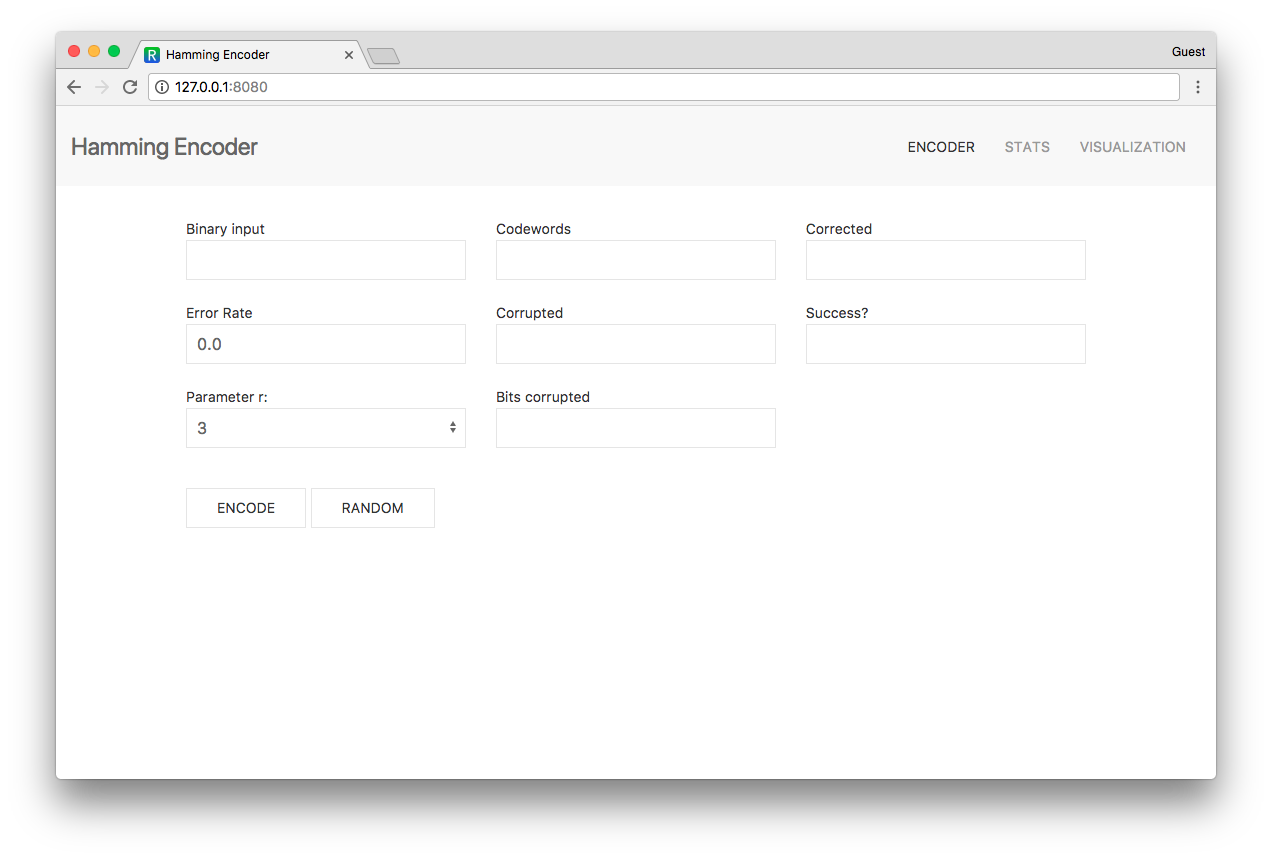 R Hamming Encoder
Guest
127.0.0.1:8080
Hamming Encoder
ENCODER STATS VISUALIZATION
Binary input Codewords Corrected
Error Rate Corrupted Success?
0.0
Parameter r: Bits corrupted
3
ENCODE RANDOM